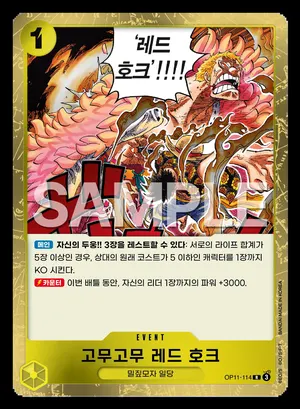 1
'레드
호크'!!!!
SAMPLE
메인 자신의 두웅!! 3장을 레스트할 수 있다: 서로의 라이프 합계가
5장 이상인 경우, 상대의 원래 코스트가 5 이하인 캐릭터를 1장까지
KO 시킨다.
카운터 이번 배틀 동안, 자신의 리더 1장까지의 파워 +3000.
EVENT
고무고무 레드 호크
밀짚모자 일당
OP11-114 R 3